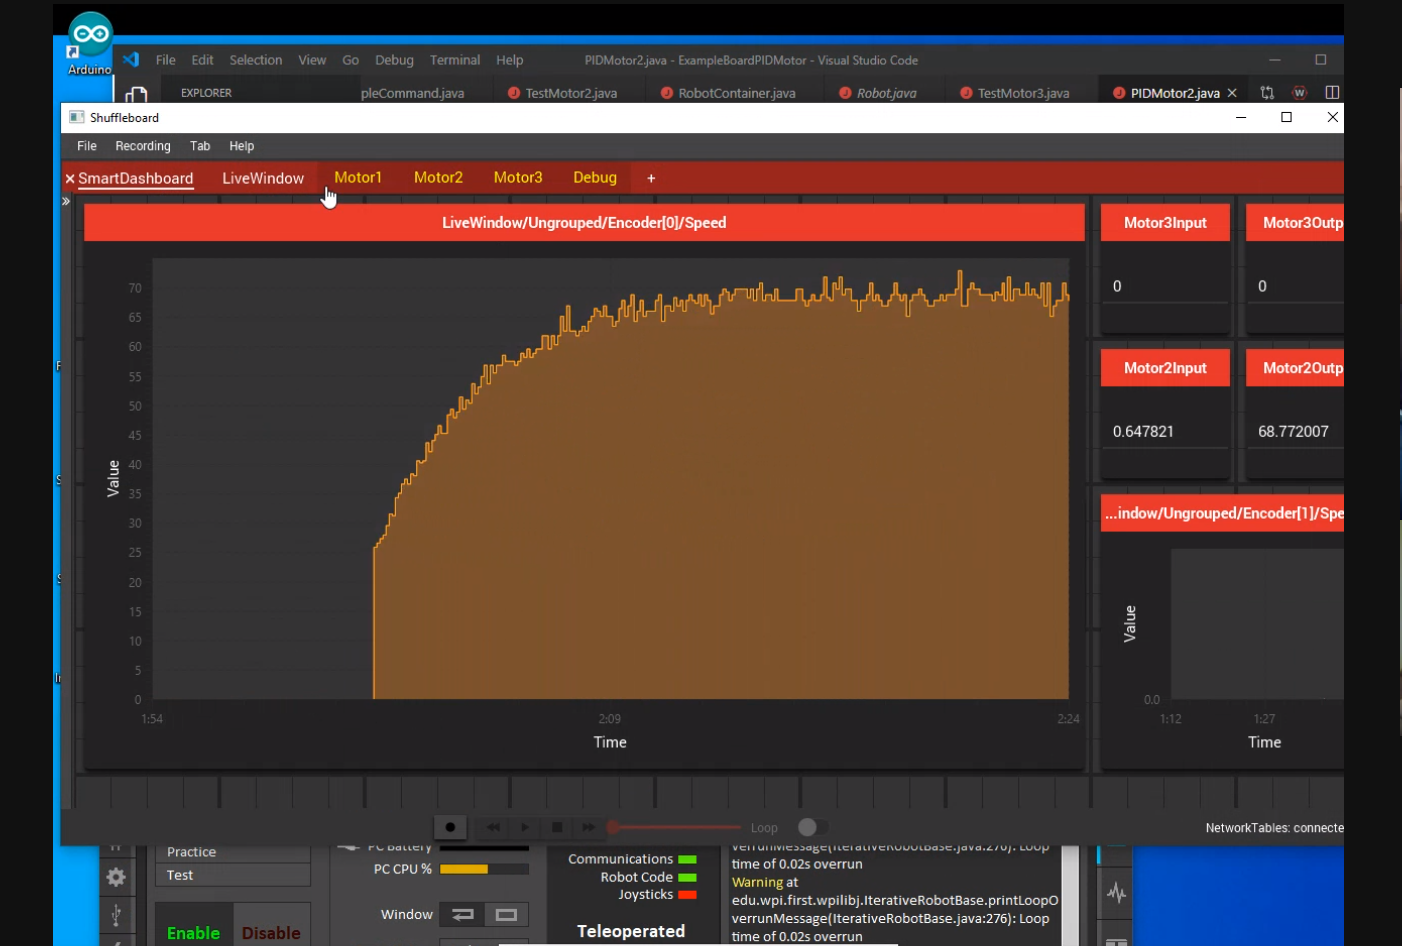 Arduino
File Edit Selection View Go Debug Terminal Help PIDMotor2.java - ExampleBoardPIDMotor - Visual Studio Code
EXPLORER pleCommand.java TestMotor2.java RobotContainer.java Robot.java TestMotor3.java PIDMotor2.java
Shuffleboard
File Recording Tab Help
SmartDashboard LiveWindow Motor1 Motor2 Motor3 Debug +
LiveWindow/Ungrouped/Encoder[0]/Speed
Value
70
65
60
55
50
45
40
35
30
25
20
15
10
5
0
1:54 2:09 2:24
Time
Motor3Input Motor3Outp
0 0
Motor2Input Motor2Outp
0.647821 68.772007
...indow/Ungrouped/Encoder[1]/Spe
Value
0.0
1:12 1:27
Time
Loop
NetworkTables: connecte
Practice
Test
Enable Disable
PC Battery
PC CPU %
Window
Communications
Robot Code
Joysticks
Teleoperated
verrunMessage(IterativeRobotBase.java:276): Loop
time of 0.02s overrun
Warning at
edu.wpi.first.wpilibj.IterativeRobotBase.printLoopO
verrunMessage(IterativeRobotBase.java:276): Loop
time of 0.02s overrun